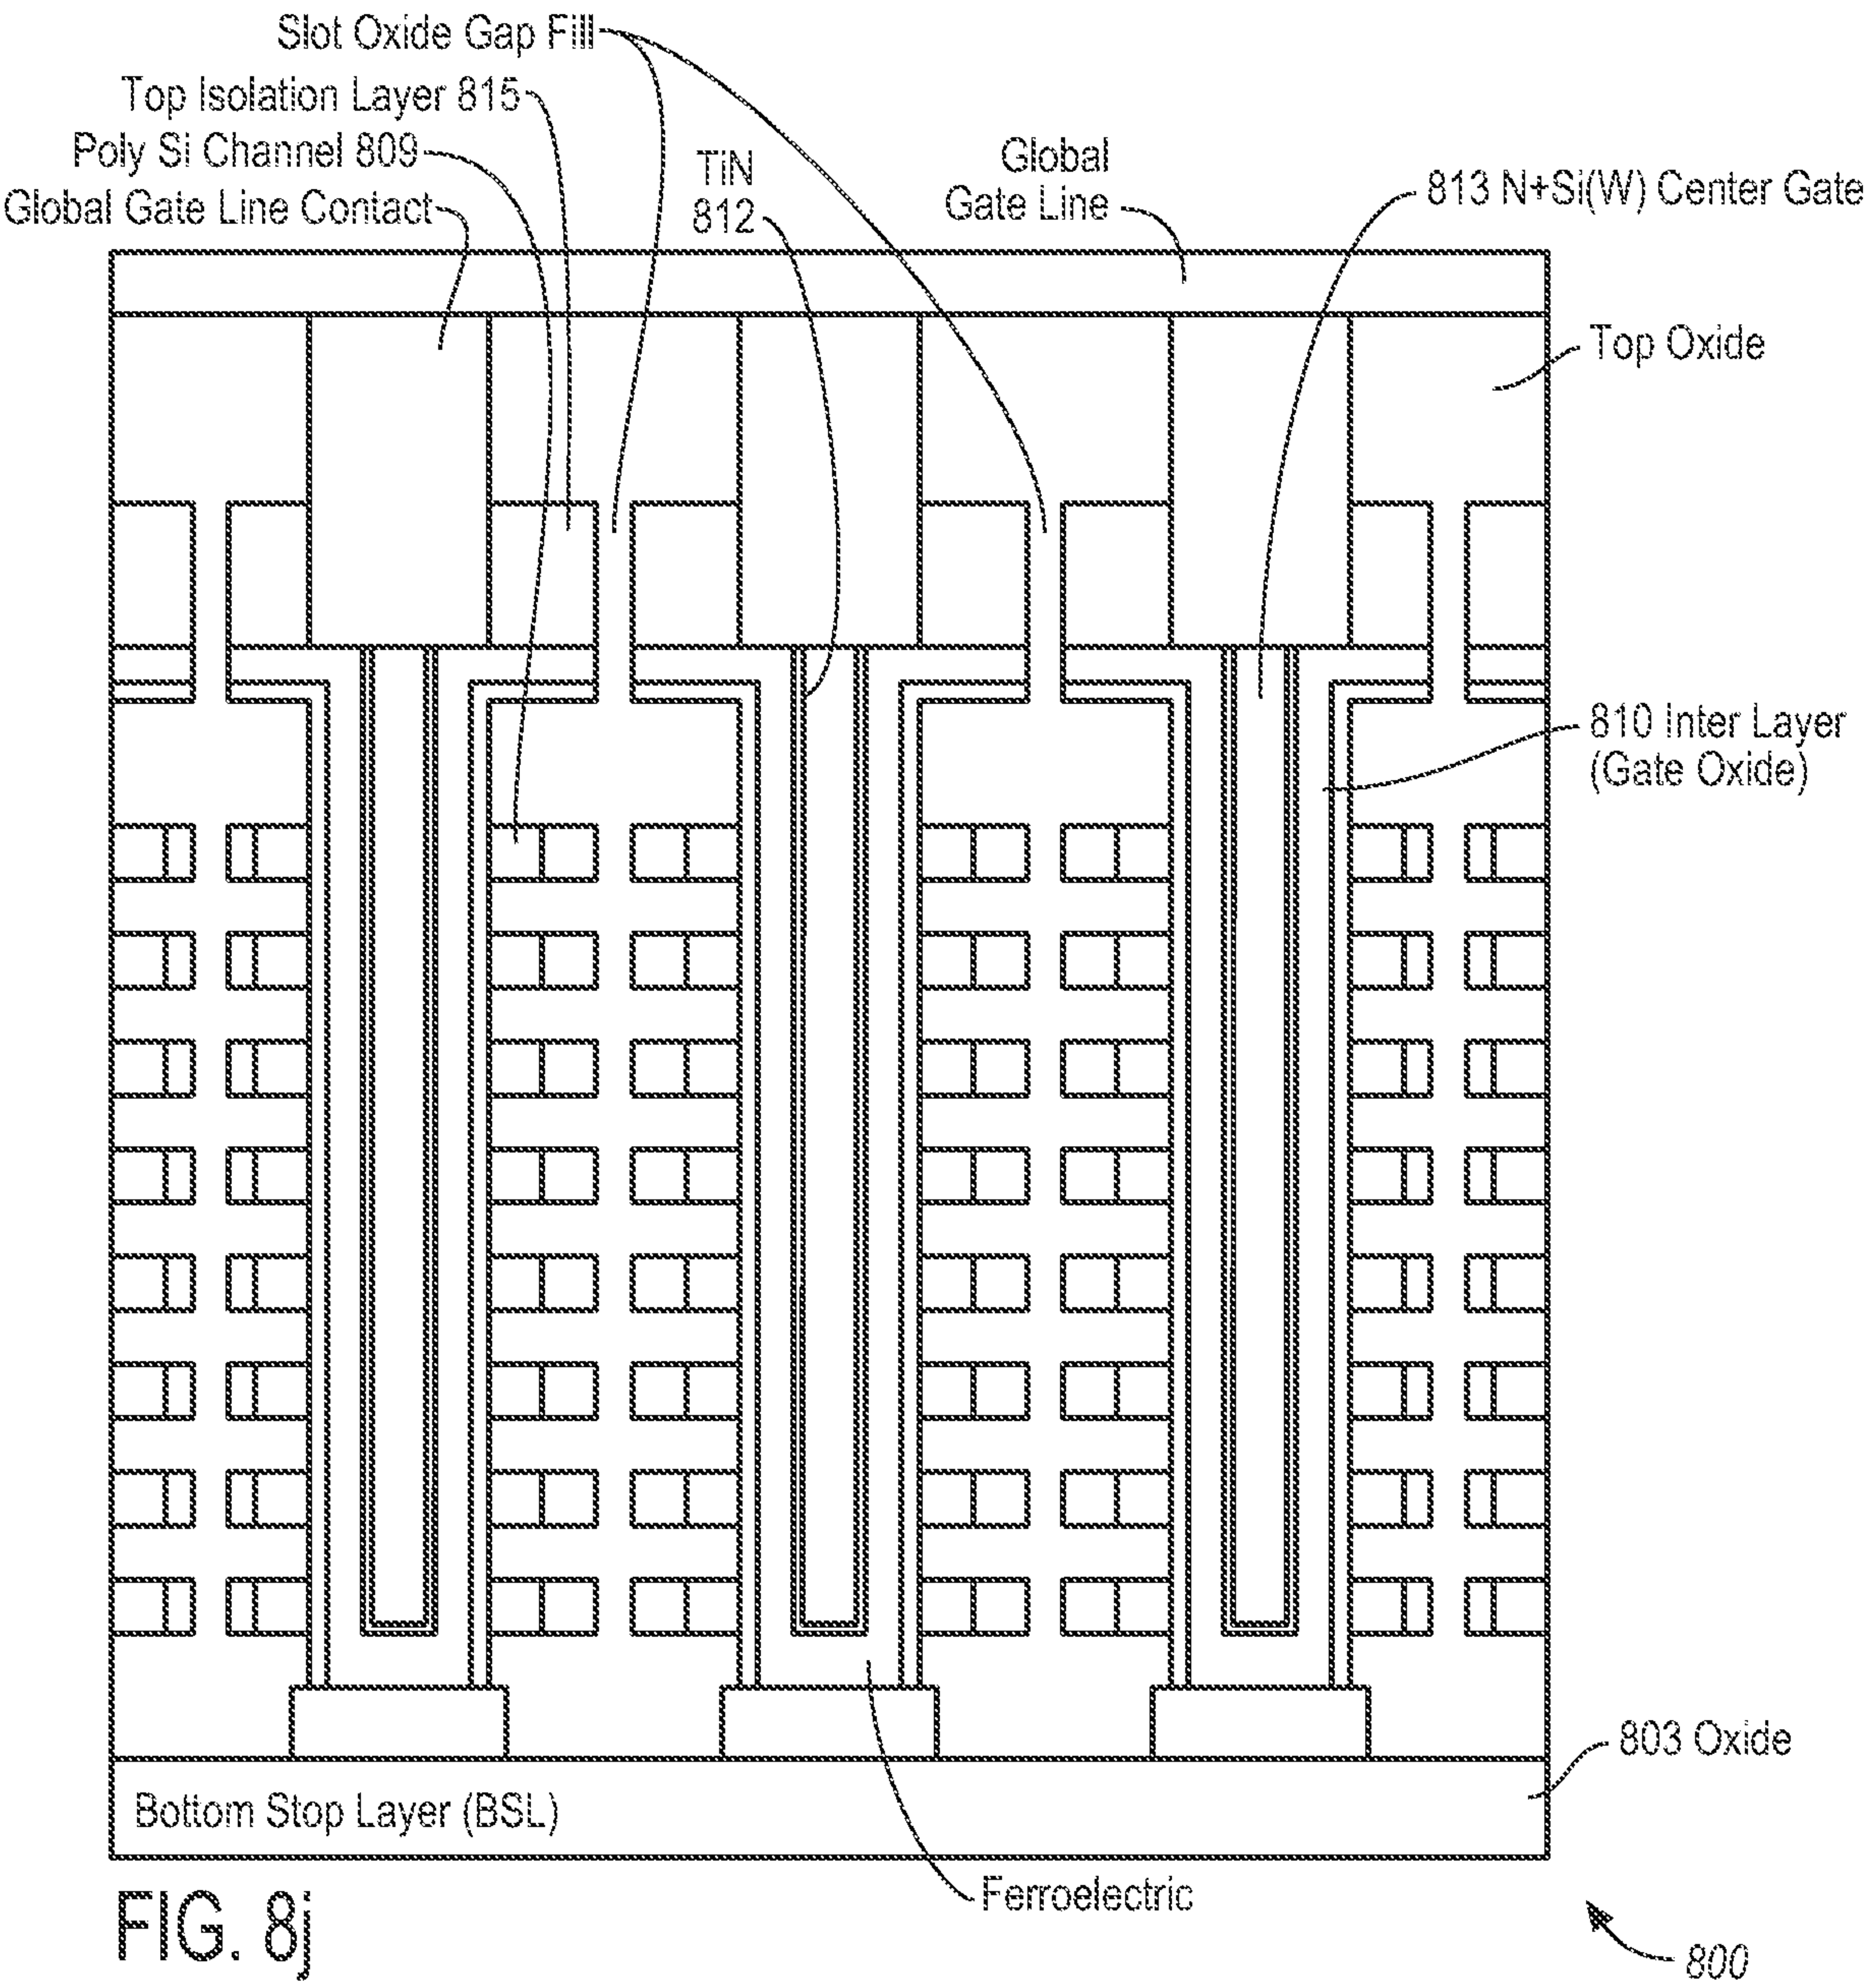 Slot Oxide Gap Fill
Top Isolation Layer 815
Poly Si Channel 809
Global Gate Line Contact
TiN
812
Global
Gate Line
813 N+Si(W) Center Gate
Top Oxide
810 Inter Layer
(Gate Oxide)
803 Oxide
Bottom Stop Layer (BSL)
Ferroelectric
FIG. 8j
800